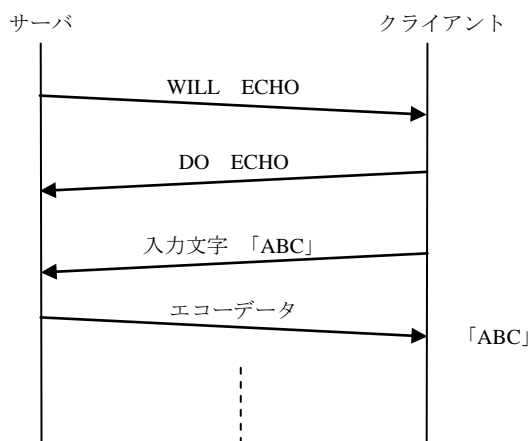 サーバ
クライアント
WILL ECHO
DO ECHO
入力文字 「ABC」
エコーデータ
「ABC」